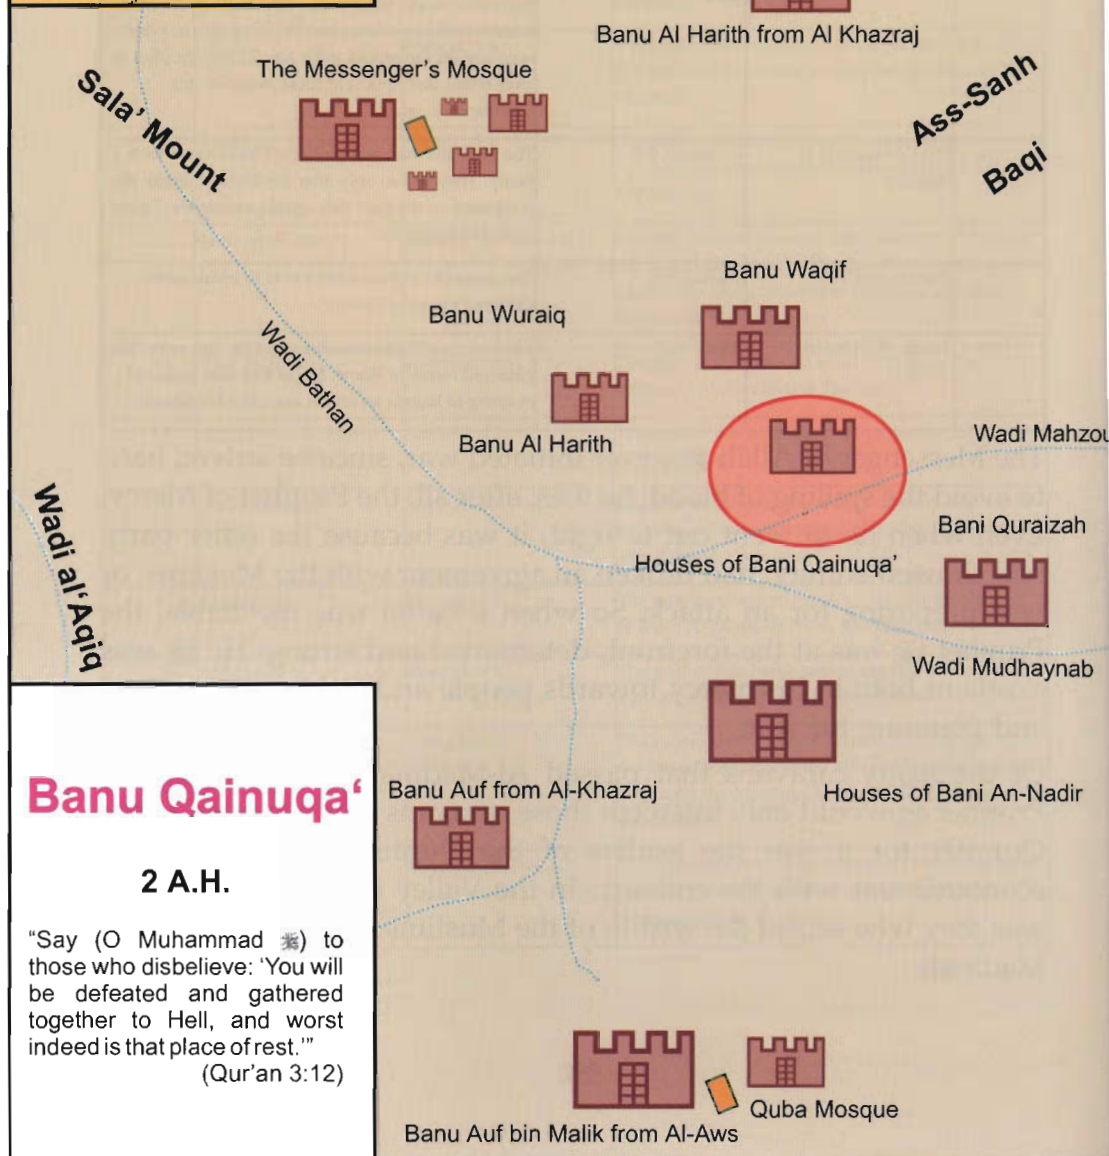 Banu Al Harith from Al Khazraj
The Messenger's Mosque
Sala' Mount
Ass-Sanh
Baqi
Banu Waqif
Banu Wuraiq
Wadi Bathan
Banu Al Harith
Wadi Mahzou
Wadi al‘Aqiq
Bani Quraizah
Houses of Bani Qainuqa’
Wadi Mudhaynab
Banu Auf from Al-Khazraj
Houses of Bani An-Nadir
Banu Qainuqa‘
2 A.H.
“Say (O Muhammad ﷺ) to
those who disbelieve: ‘You will
be defeated and gathered
together to Hell, and worst
indeed is that place of rest.’”
(Qur’an 3:12)
Quba Mosque
Banu Auf bin Malik from Al-Aws